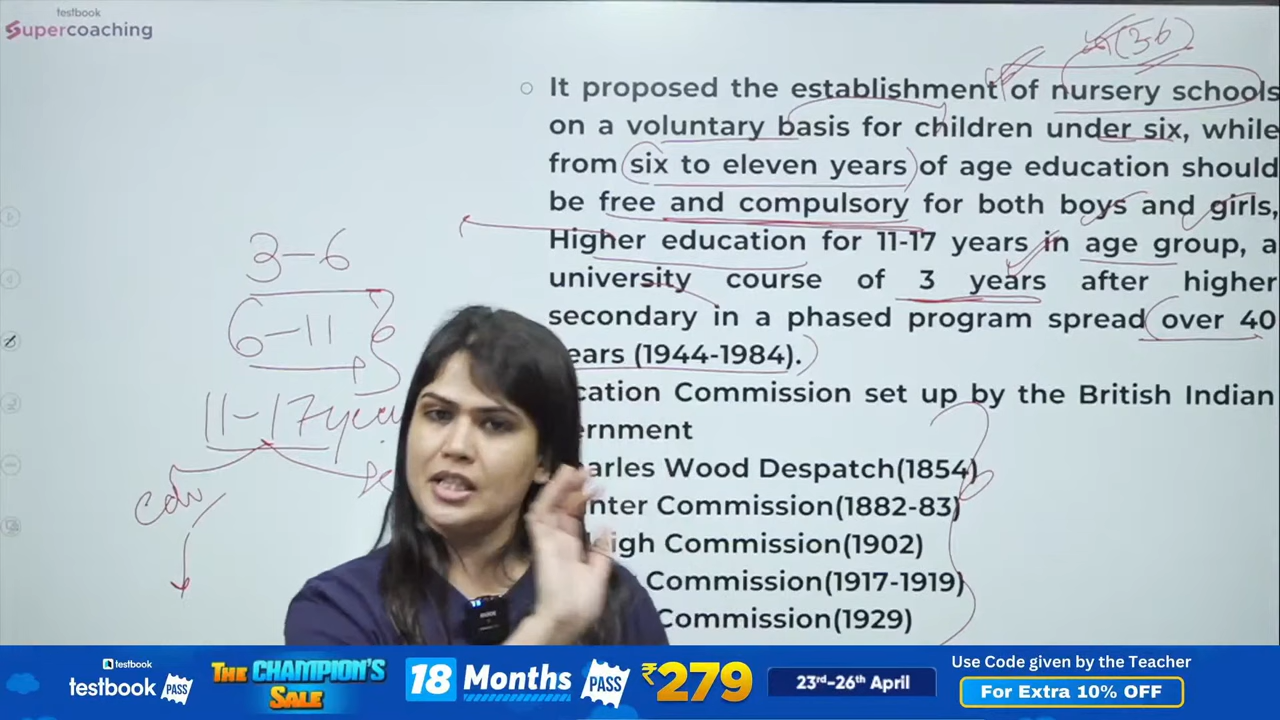 testbook
Supercoaching
(3-6)
It proposed the establishment of nursery schools
on a voluntary basis for children under six, while
from six to eleven years of age education should
be free and compulsory for both boys and girls,
Higher education for 11-17 years in age group, a
university course of 3 years after higher
secondary in a phased program spread over 40
ears (1944-1984).
cation Commission set up by the British Indian
ernment
arles Wood Despatch(1854)
nter Commission(1882-83)
eigh Commission(1902)
Commission(1917-1919)
Commission(1929)
3-6
6-11
11-17year
Edu
testbook
testbook PASS
THE CHAMPION'S SALE
18 Months PASS ₹279
23rd-26th April
Use Code given by the Teacher
For Extra 10% OFF